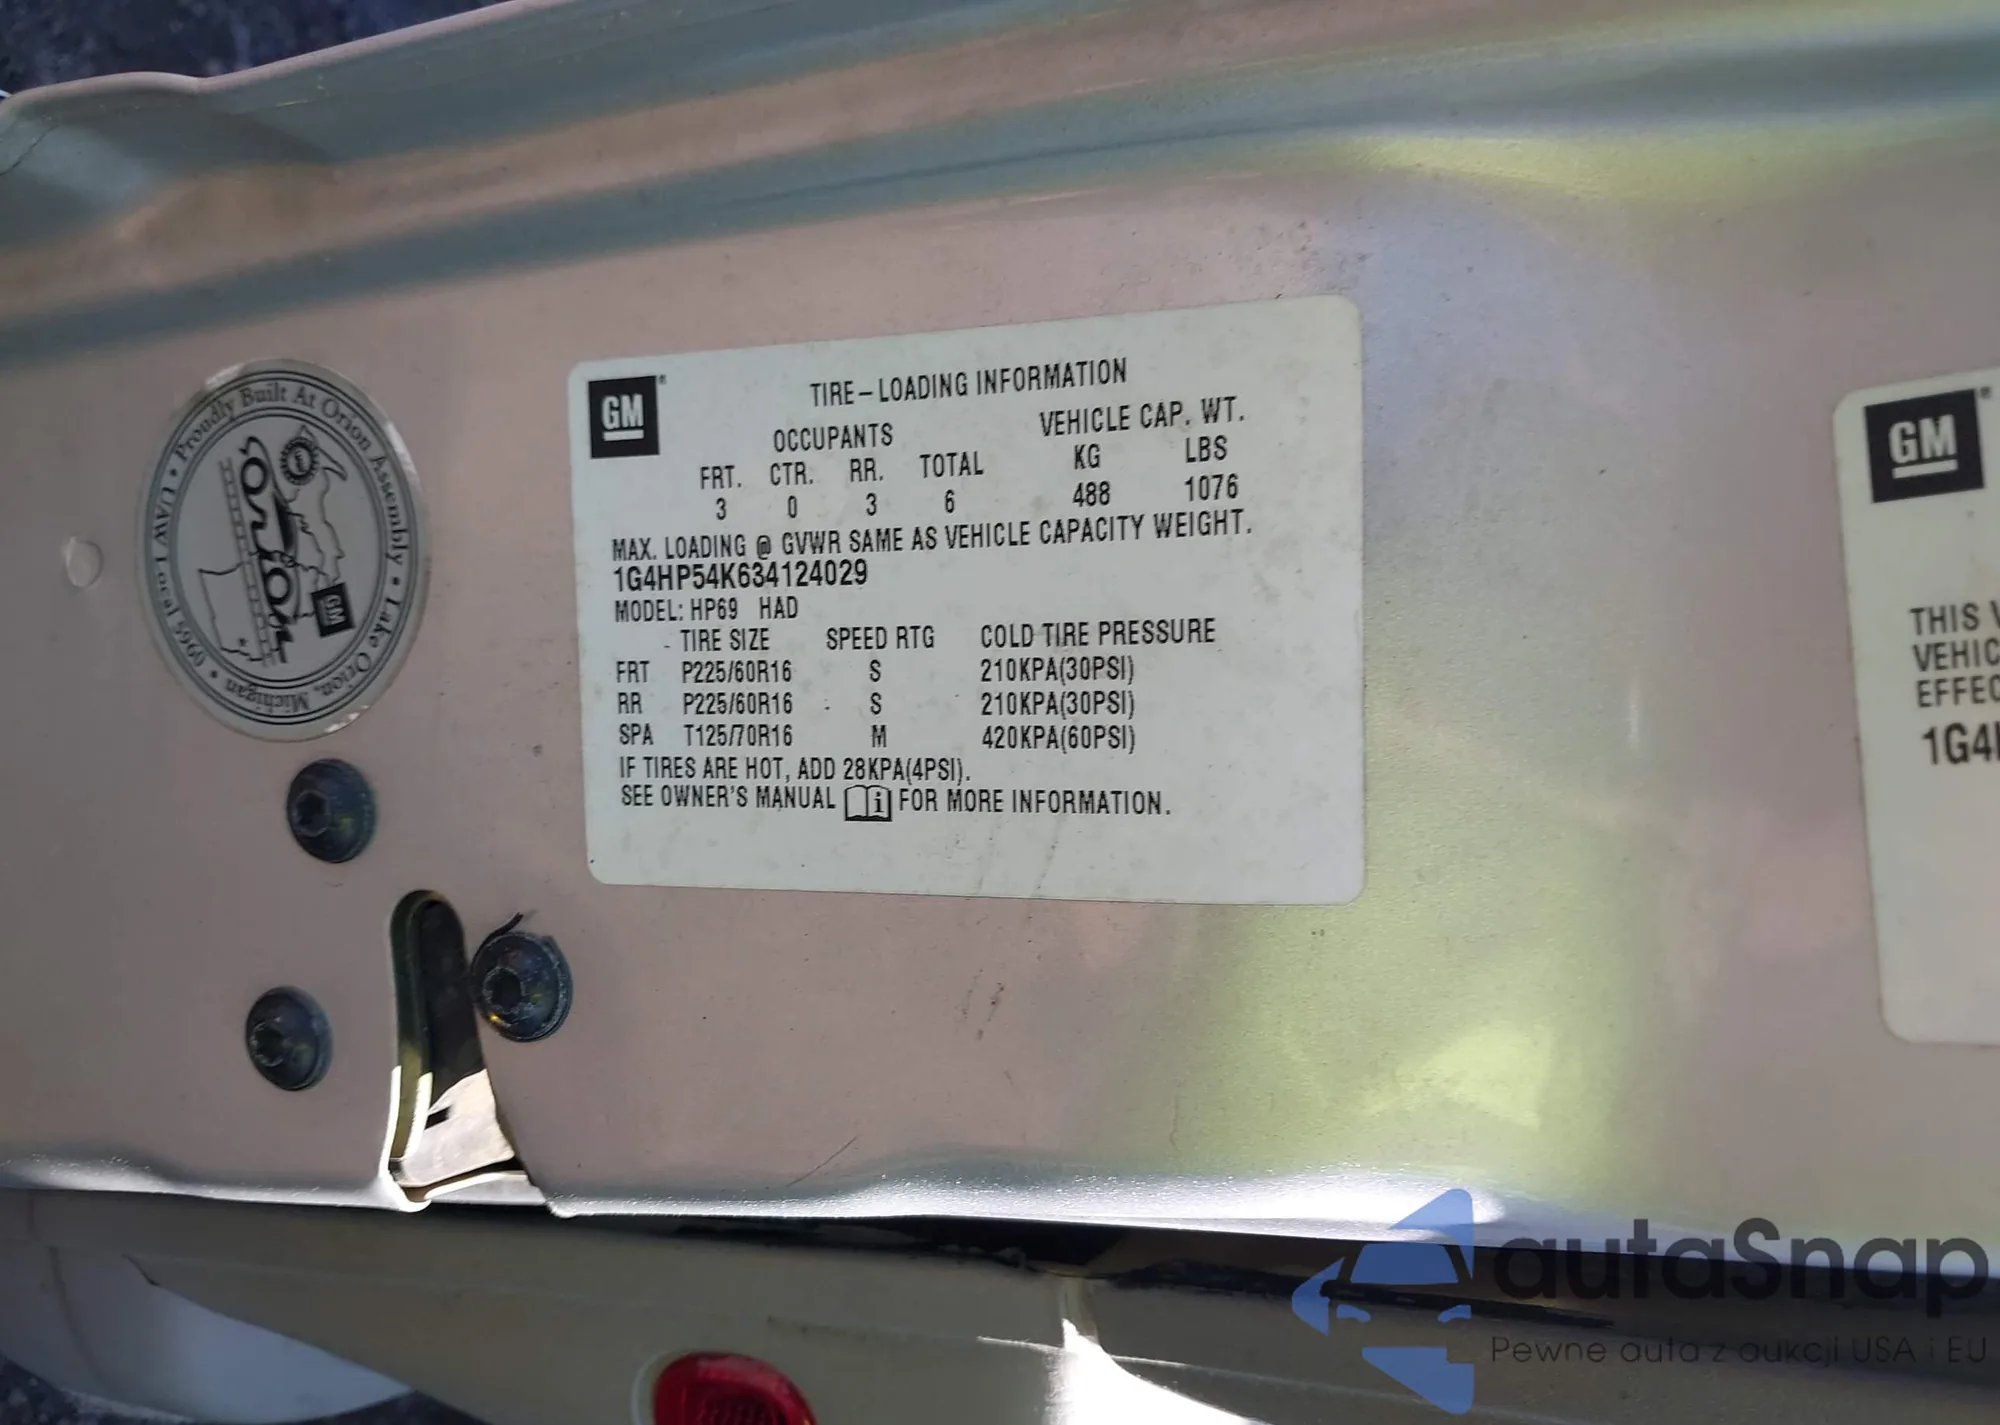 Proudly Built At Orion Assembly • Lake Orion, Michigan • UAW Local 5960 •
orion
GM
GM
TIRE – LOADING INFORMATION
OCCUPANTS VEHICLE CAP. WT.
FRT. CTR. RR. TOTAL KG LBS
3 0 3 6 488 1076
MAX. LOADING @ GVWR SAME AS VEHICLE CAPACITY WEIGHT.
1G4HP54K634124029
MODEL: HP69 HAD
TIRE SIZE SPEED RTG COLD TIRE PRESSURE
FRT P225/60R16 S 210KPA(30PSI)
RR P225/60R16 S 210KPA(30PSI)
SPA T125/70R16 M 420KPA(60PSI)
IF TIRES ARE HOT, ADD 28KPA(4PSI).
SEE OWNER'S MANUAL FOR MORE INFORMATION.
GM
THIS V
VEHIC
EFFEC
1G4
autaSnap
Pewne auta z aukcji USA i EU